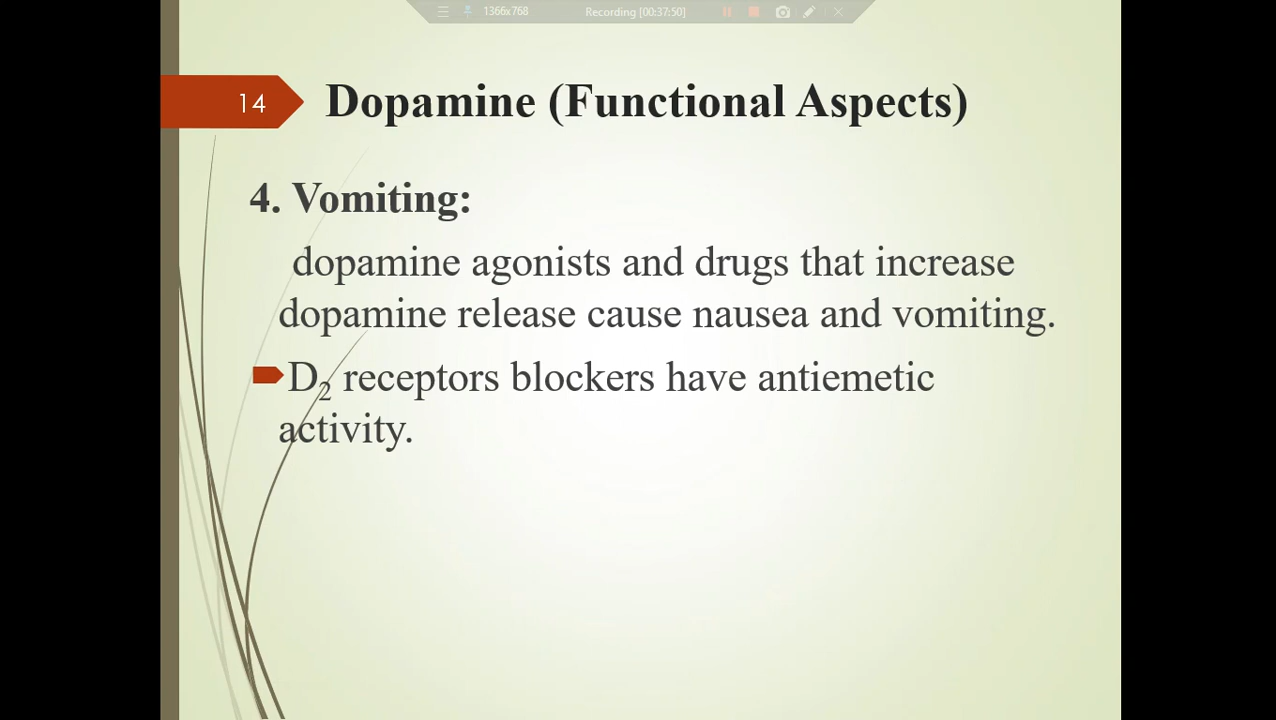 1366x768 Recording [00:37:50]
14 Dopamine (Functional Aspects)
4. Vomiting:
dopamine agonists and drugs that increase
dopamine release cause nausea and vomiting.
D₂ receptors blockers have antiemetic
activity.